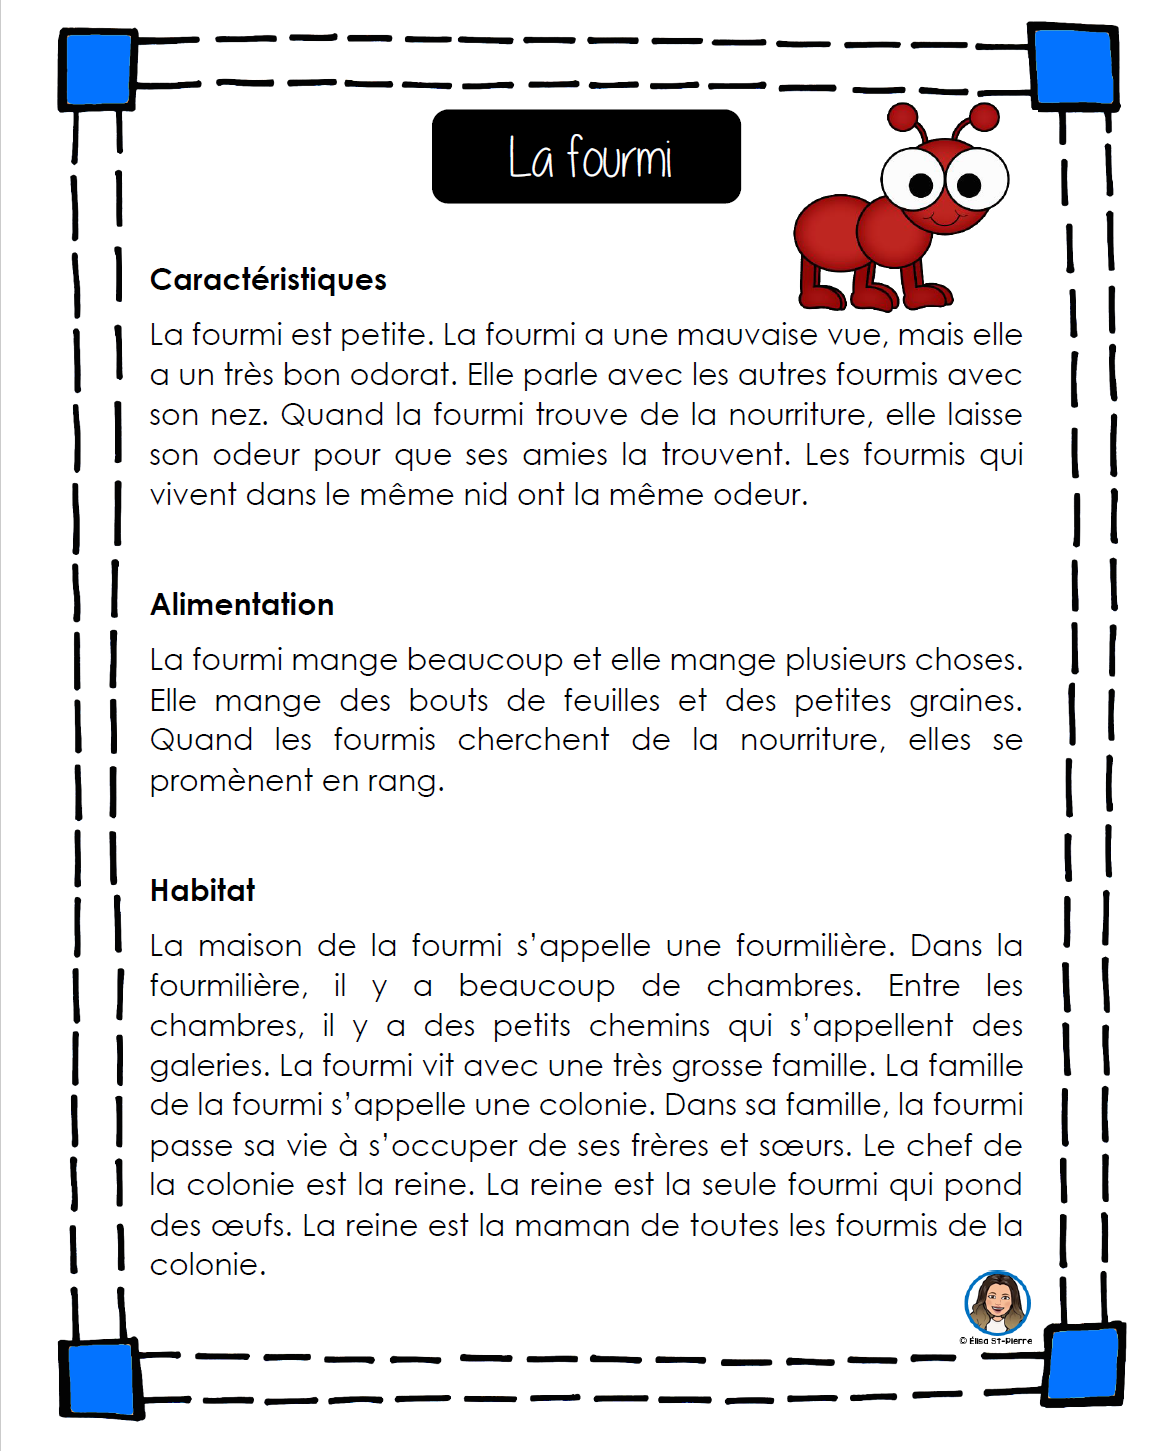 La fourmi
Caractéristiques
La fourmi est petite. La fourmi a une mauvaise vue, mais elle
a un très bon odorat. Elle parle avec les autres fourmis avec
son nez. Quand la fourmi trouve de la nourriture, elle laisse
son odeur pour que ses amies la trouvent. Les fourmis qui
vivent dans le même nid ont la même odeur.
Alimentation
La fourmi mange beaucoup et elle mange plusieurs choses.
Elle mange des bouts de feuilles et des petites graines.
Quand les fourmis cherchent de la nourriture, elles se
promènent en rang.
Habitat
La maison de la fourmi s’appelle une fourmilière. Dans la
fourmilière, il y a beaucoup de chambres. Entre les
chambres, il y a des petits chemins qui s’appellent des
galeries. La fourmi vit avec une très grosse famille. La famille
de la fourmi s’appelle une colonie. Dans sa famille, la fourmi
passe sa vie à s’occuper de ses frères et sœurs. Le chef de
la colonie est la reine. La reine est la seule fourmi qui pond
des œufs. La reine est la maman de toutes les fourmis de la
colonie.
© Élisa St-Pierre